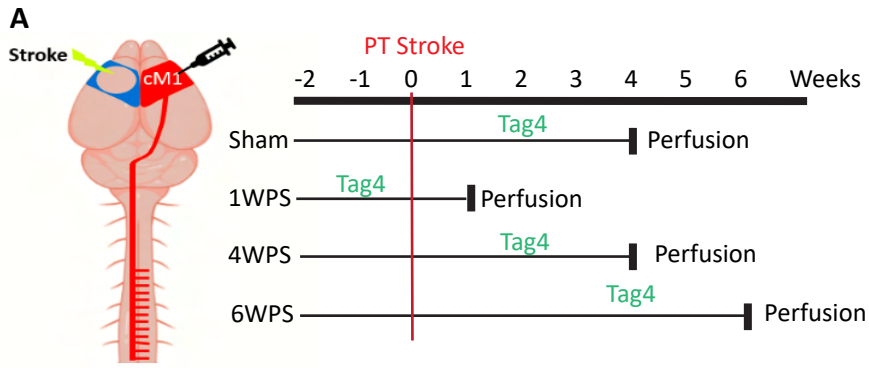 A
Stroke
cM1
PT Stroke
-2 -1 0 1 2 3 4 5 6 Weeks
Sham Tag4 Perfusion
1WPS Tag4 Perfusion
4WPS Tag4 Perfusion
6WPS Tag4 Perfusion